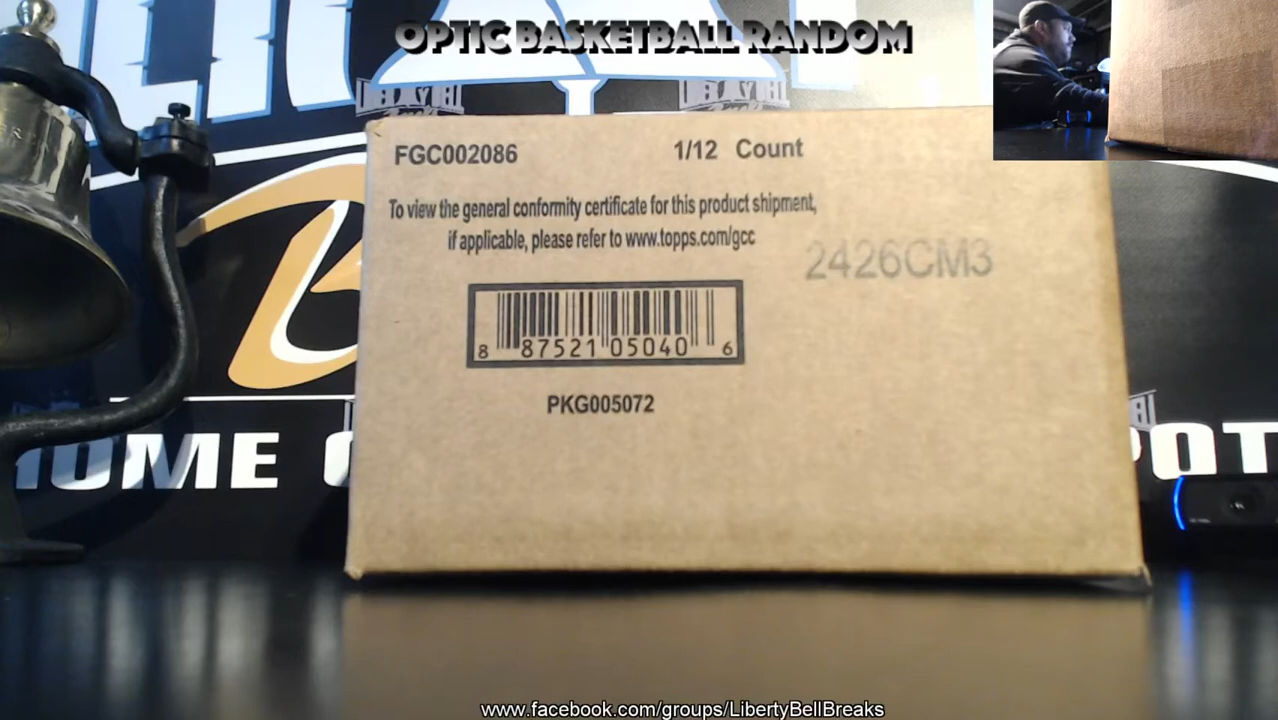 OPTIC BASKETBALL RANDOM
FGC002086
1/12 Count
To view the general conformity certificate for this product shipment,
if applicable, please refer to www.topps.com/gcc
2426CM3
8 87521 05040 6
PKG005072
www.facebook.com/groups/LibertyBellBreaks